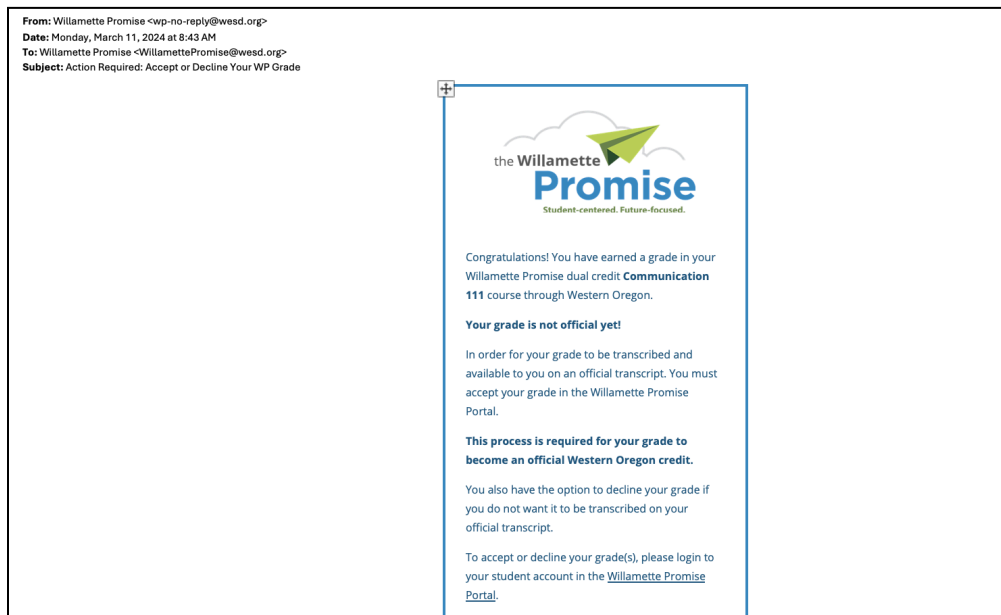 From: Willamette Promise <wp-no-reply@wesd.org>
Date: Monday, March 11, 2024 at 8:43 AM
To: Willamette Promise <WillamettePromise@wesd.org>
Subject: Action Required: Accept or Decline Your WP Grade
the Willamette
Promise
Student-centered. Future-focused.
Congratulations! You have earned a grade in your
Willamette Promise dual credit Communication
111 course through Western Oregon.
Your grade is not official yet!
In order for your grade to be transcribed and
available to you on an official transcript. You must
accept your grade in the Willamette Promise
Portal.
This process is required for your grade to
become an official Western Oregon credit.
You also have the option to decline your grade if
you do not want it to be transcribed on your
official transcript.
To accept or decline your grade(s), please login to
your student account in the Willamette Promise
Portal.